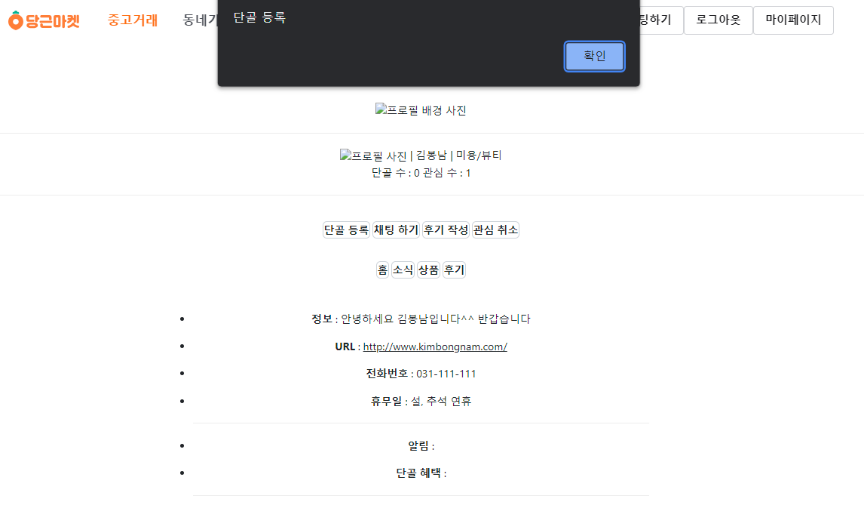 당근마켓 중고거래 동네가 팅하기 로그아웃 마이페이지
단골 등록
확인
프로필 배경 사진
프로필 사진 | 김봉남 | 미용/뷰티
단골 수 : 0 관심 수 : 1
단골 등록 채팅 하기 후기 작성 관심 취소
홈 소식 상품 후기
정보 : 안녕하세요 김봉남입니다^^ 반갑습니다
URL : http://www.kimbongnam.com/
전화번호 : 031-111-111
휴무일 : 설, 추석 연휴
알림 :
단골 혜택 :